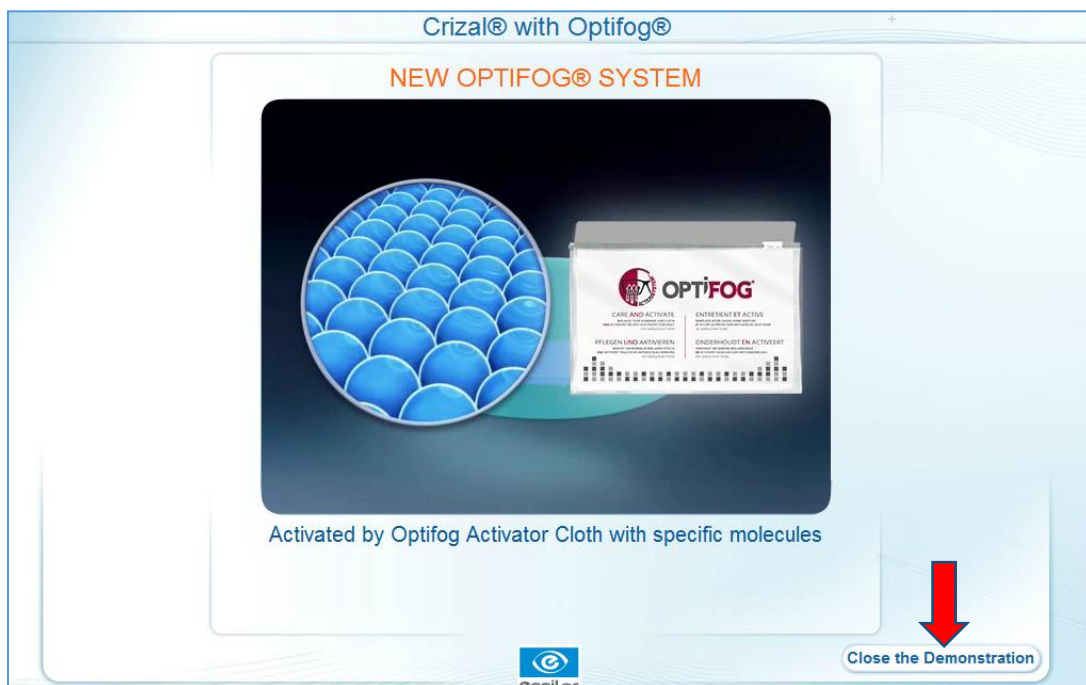 Crizal® with Optifog®
NEW OPTIFOG® SYSTEM
OPTiFOG®
CARE AND ACTIVATE
ENTRETIENT ET ACTIVE
PFLEGEN UND AKTIVIEREN
ONDERHOUDT EN ACTIVEERT
Activated by Optifog Activator Cloth with specific molecules
Close the Demonstration